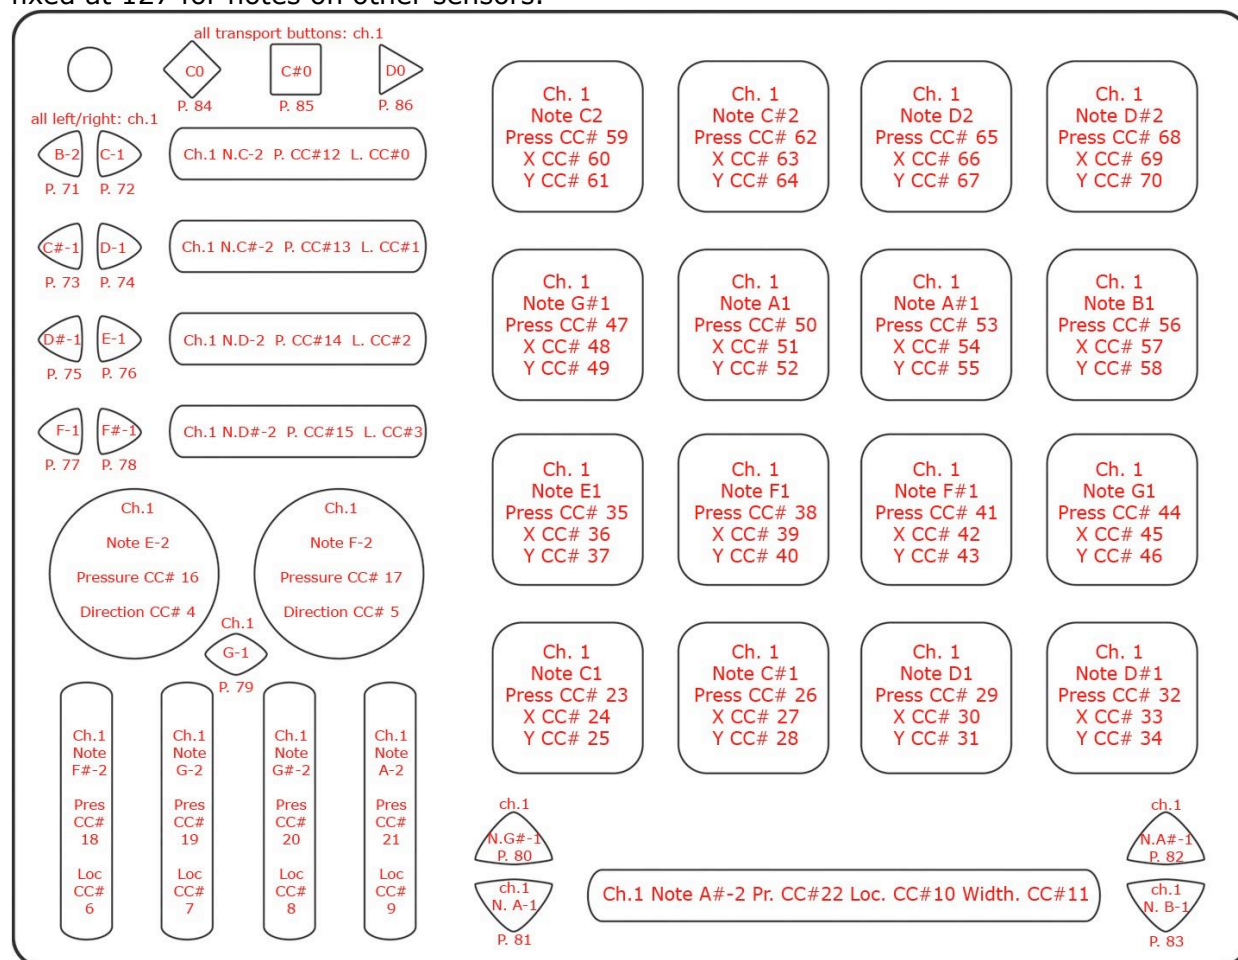 fixed at 127 for notes on other sensors.
all transport buttons: ch.1
C0
C#0
D0
P. 84
P. 85
P. 86
all left/right: ch.1
B-2
C-1
P. 71
P. 72
Ch.1 N.C-2 P. CC#12 L. CC#0
C#-1
D-1
P. 73
P. 74
Ch.1 N.C#-2 P. CC#13 L. CC#1
D#-1
E-1
P. 75
P. 76
Ch.1 N.D-2 P. CC#14 L. CC#2
F-1
F#-1
P. 77
P. 78
Ch.1 N.D#-2 P. CC#15 L. CC#3
Ch.1
Note E-2
Pressure CC# 16
Direction CC# 4
Ch.1
Note F-2
Pressure CC# 17
Direction CC# 5
Ch.1
G-1
P. 79
Ch.1
Note
F#-2
Pres
CC#
18
Loc
CC#
6
Ch.1
Note
G-2
Pres
CC#
19
Loc
CC#
7
Ch.1
Note
G#-2
Pres
CC#
20
Loc
CC#
8
Ch.1
Note
A-2
Pres
CC#
21
Loc
CC#
9
Ch. 1
Note C2
Press CC# 59
X CC# 60
Y CC# 61
Ch. 1
Note C#2
Press CC# 62
X CC# 63
Y CC# 64
Ch. 1
Note D2
Press CC# 65
X CC# 66
Y CC# 67
Ch. 1
Note D#2
Press CC# 68
X CC# 69
Y CC# 70
Ch. 1
Note G#1
Press CC# 47
X CC# 48
Y CC# 49
Ch. 1
Note A1
Press CC# 50
X CC# 51
Y CC# 52
Ch. 1
Note A#1
Press CC# 53
X CC# 54
Y CC# 55
Ch. 1
Note B1
Press CC# 56
X CC# 57
Y CC# 58
Ch. 1
Note E1
Press CC# 35
X CC# 36
Y CC# 37
Ch. 1
Note F1
Press CC# 38
X CC# 39
Y CC# 40
Ch. 1
Note F#1
Press CC# 41
X CC# 42
Y CC# 43
Ch. 1
Note G1
Press CC# 44
X CC# 45
Y CC# 46
Ch. 1
Note C1
Press CC# 23
X CC# 24
Y CC# 25
Ch. 1
Note C#1
Press CC# 26
X CC# 27
Y CC# 28
Ch. 1
Note D1
Press CC# 29
X CC# 30
Y CC# 31
Ch. 1
Note D#1
Press CC# 32
X CC# 33
Y CC# 34
ch.1
N.G#-1
P. 80
ch.1
N. A-1
P. 81
Ch.1 Note A#-2 Pr. CC#22 Loc. CC#10 Width. CC#11
ch.1
N.A#-1
P. 82
ch.1
N. B-1
P. 83